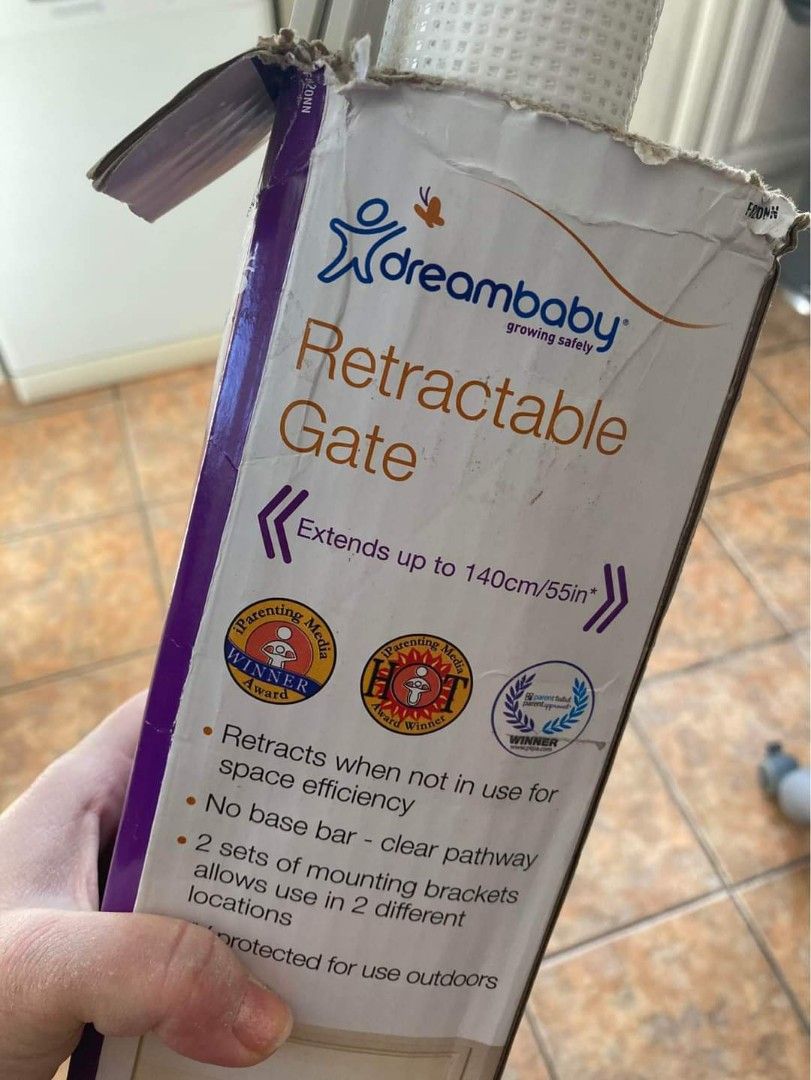 F20NN
F20NN
dreambaby®
growing safely
Retractable
Gate
Extends up to 140cm/55in*
iParenting Media
WINNER
Award
iParenting Media
HOT
Award Winner
parent tested
parent approved
WINNER
• Retracts when not in use for
space efficiency
• No base bar - clear pathway
• 2 sets of mounting brackets
allows use in 2 different
locations
protected for use outdoors